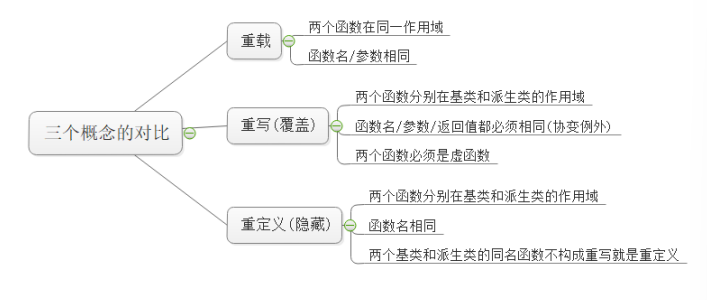 三个概念的对比
重载
两个函数在同一作用域
函数名/参数相同
重写(覆盖)
两个函数分别在基类和派生类的作用域
函数名/参数/返回值都必须相同(协变例外)
两个函数必须是虚函数
重定义(隐藏)
两个函数分别在基类和派生类的作用域
函数名相同
两个基类和派生类的同名函数不构成重写就是重定义